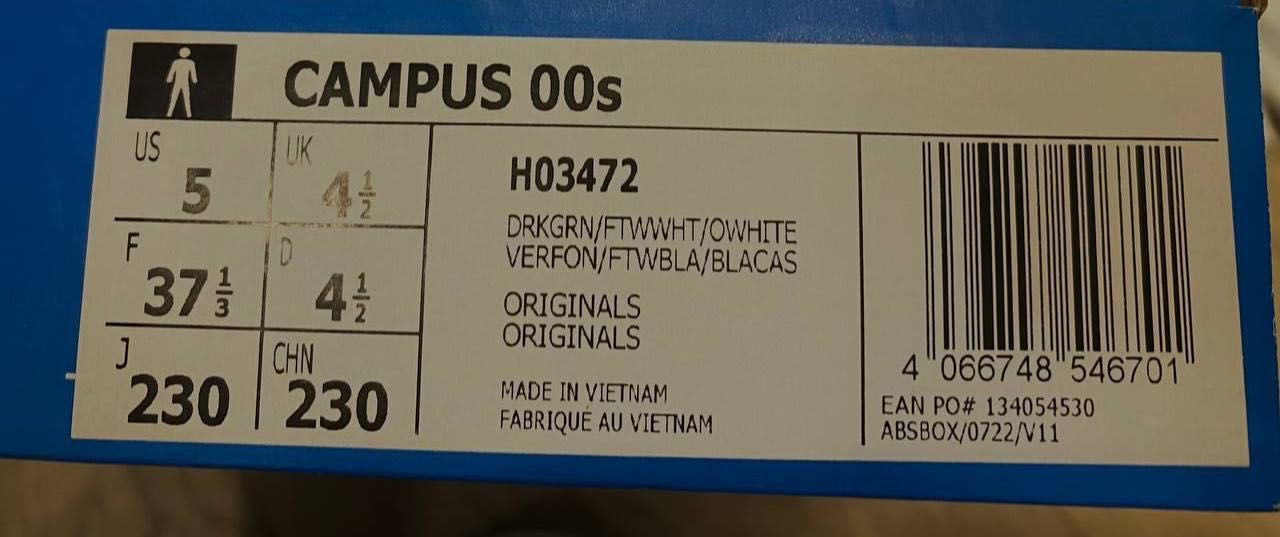 CAMPUS 00s
US 5
UK 4 1/2
F 37 1/3
D 4 1/2
J 230
CHN 230
H03472
DRKGRN/FTWWHT/OWHITE
VERFON/FTWBLA/BLACAS
ORIGINALS
ORIGINALS
MADE IN VIETNAM
FABRIQUÉ AU VIETNAM
4 066748 546701
EAN PO# 134054530
ABSBOX/0722/V11